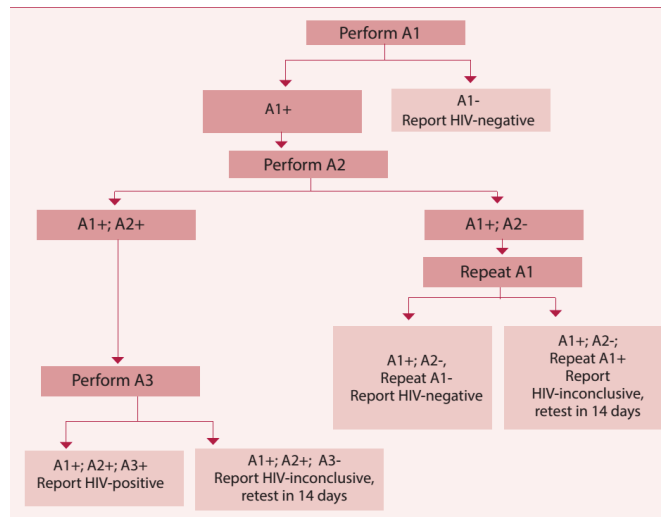 Perform A1
A1+
A1-
Report HIV-negative
Perform A2
A1+; A2+
A1+; A2-
Repeat A1
A1+; A2-,
Repeat A1-
Report HIV-negative
A1+; A2-;
Repeat A1+
Report
HIV-inconclusive,
retest in 14 days
Perform A3
A1+; A2+; A3+
Report HIV-positive
A1+; A2+; A3-
Report HIV-inconclusive,
retest in 14 days